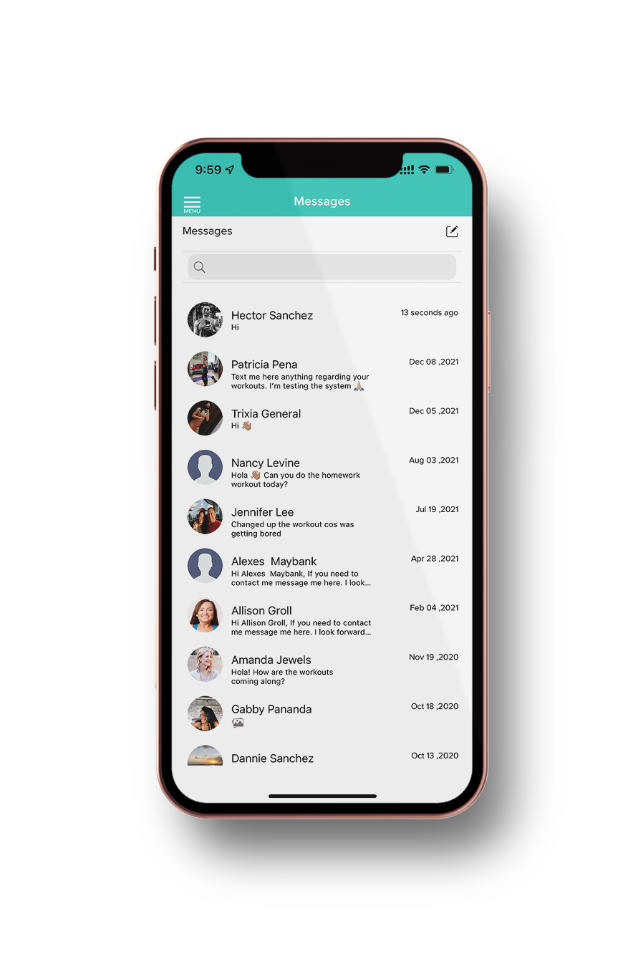 9:59
MENU
Messages
Messages
Hector Sanchez
13 seconds ago
Hi
Patricia Pena
Dec 08 ,2021
Text me here anything regarding your
workouts. I'm testing the system 🙏🏼
Trixia General
Dec 05 ,2021
Hi 👋🏼
Nancy Levine
Aug 03 ,2021
Hola 👋🏼 Can you do the homework
workout today?
Jennifer Lee
Jul 19 ,2021
Changed up the workout cos was
getting bored
Alexes  Maybank
Apr 28 ,2021
Hi Alexes  Maybank, If you need to
contact me message me here. I look...
Allison Groll
Feb 04 ,2021
Hi Allison Groll, If you need to contact
me message me here. I look forward...
Amanda Jewels
Nov 19 ,2020
Hola! How are the workouts
coming along?
Gabby Pananda
Oct 18 ,2020
Dannie Sanchez
Oct 13 ,2020